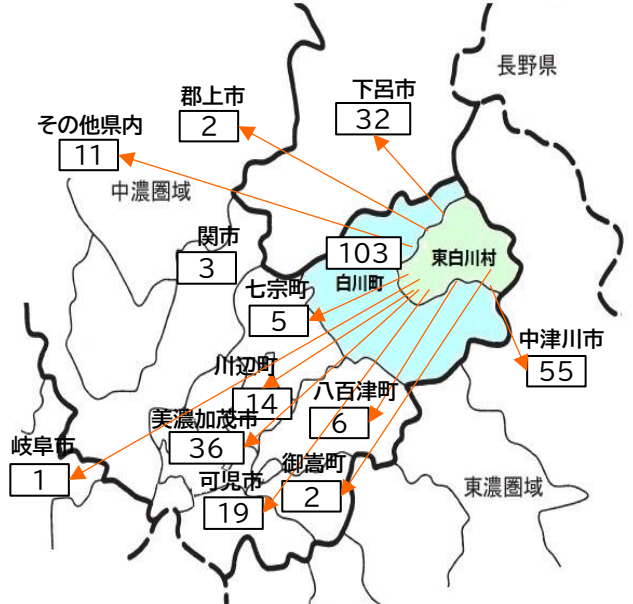 長野県
下呂市
32
郡上市
2
その他県内
11
中濃圏域
関市
3
103
東白川村
白川町
七宗町
5
中津川市
55
川辺町
14
八百津町
6
美濃加茂市
36
岐阜市
1
御嵩町
2
可児市
19
東濃圏域